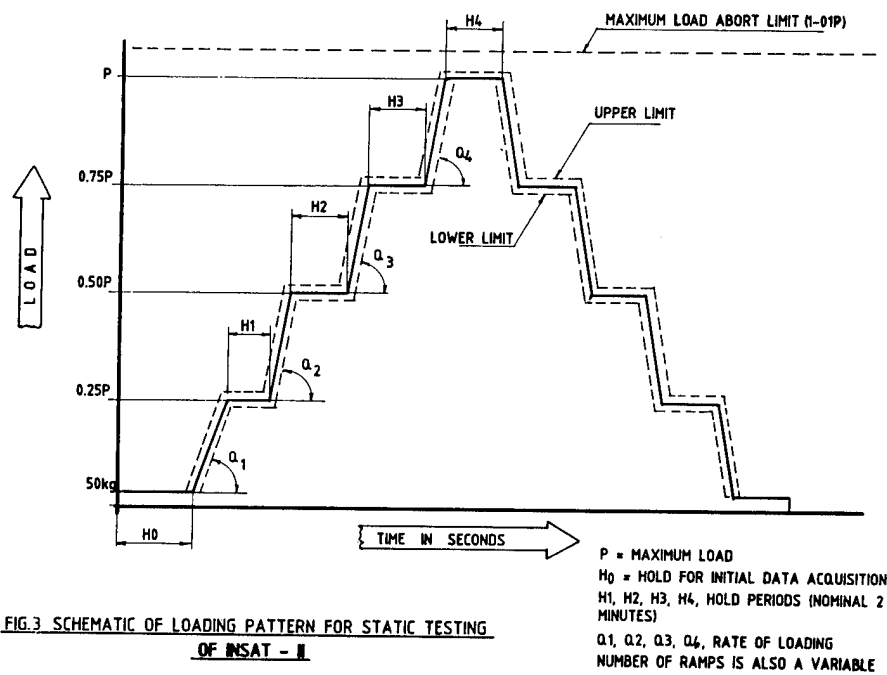 MAXIMUM LOAD ABORT LIMIT (1-01P)
H4
P
H3
UPPER LIMIT
Q4
0.75P
H2
LOWER LIMIT
LOAD
Q3
0.50P
H1
Q2
0.25P
Q1
50kg
H0
TIME IN SECONDS
P = MAXIMUM LOAD
H0 = HOLD FOR INITIAL DATA ACQUISITION
H1, H2, H3, H4, HOLD PERIODS (NOMINAL 2
MINUTES)
Q1, Q2, Q3, Q4, RATE OF LOADING
NUMBER OF RAMPS IS ALSO A VARIABLE
FIG.3 SCHEMATIC OF LOADING PATTERN FOR STATIC TESTING
OF INSAT - II